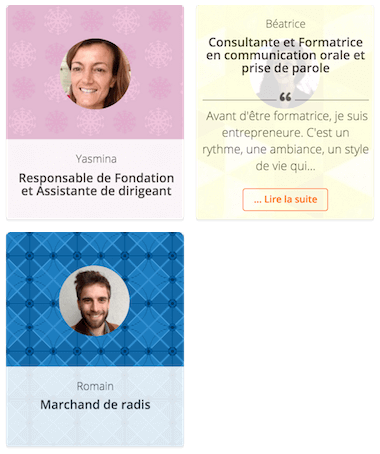 Yasmina
Responsable de Fondation
et Assistante de dirigeant
Béatrice
Consultante et Formatrice
en communication orale et
prise de parole
“
Avant d'être formatrice, je suis
entrepreneure. C'est un
rythme, une ambiance, un style
de vie qui...
... Lire la suite
Romain
Marchand de radis